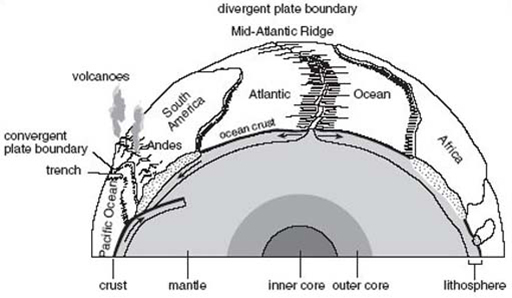 divergent plate boundary
Mid-Atlantic Ridge
volcanoes
South
America
Atlantic
Ocean
ocean crust
Africa
convergent
plate boundary
Andes
trench
Pacific Ocean
crust
mantle
inner core
outer core
lithosphere